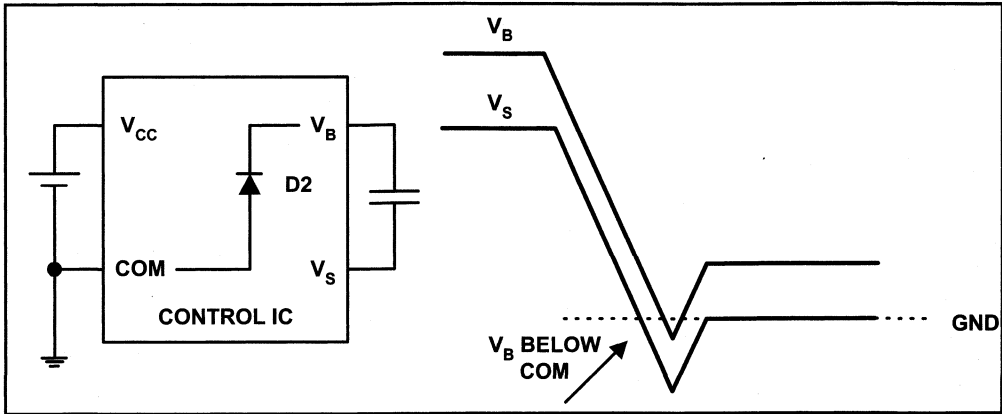 V_CC
V_B
D2
COM
V_S
CONTROL IC
V_B
V_S
GND
V_B BELOW
COM